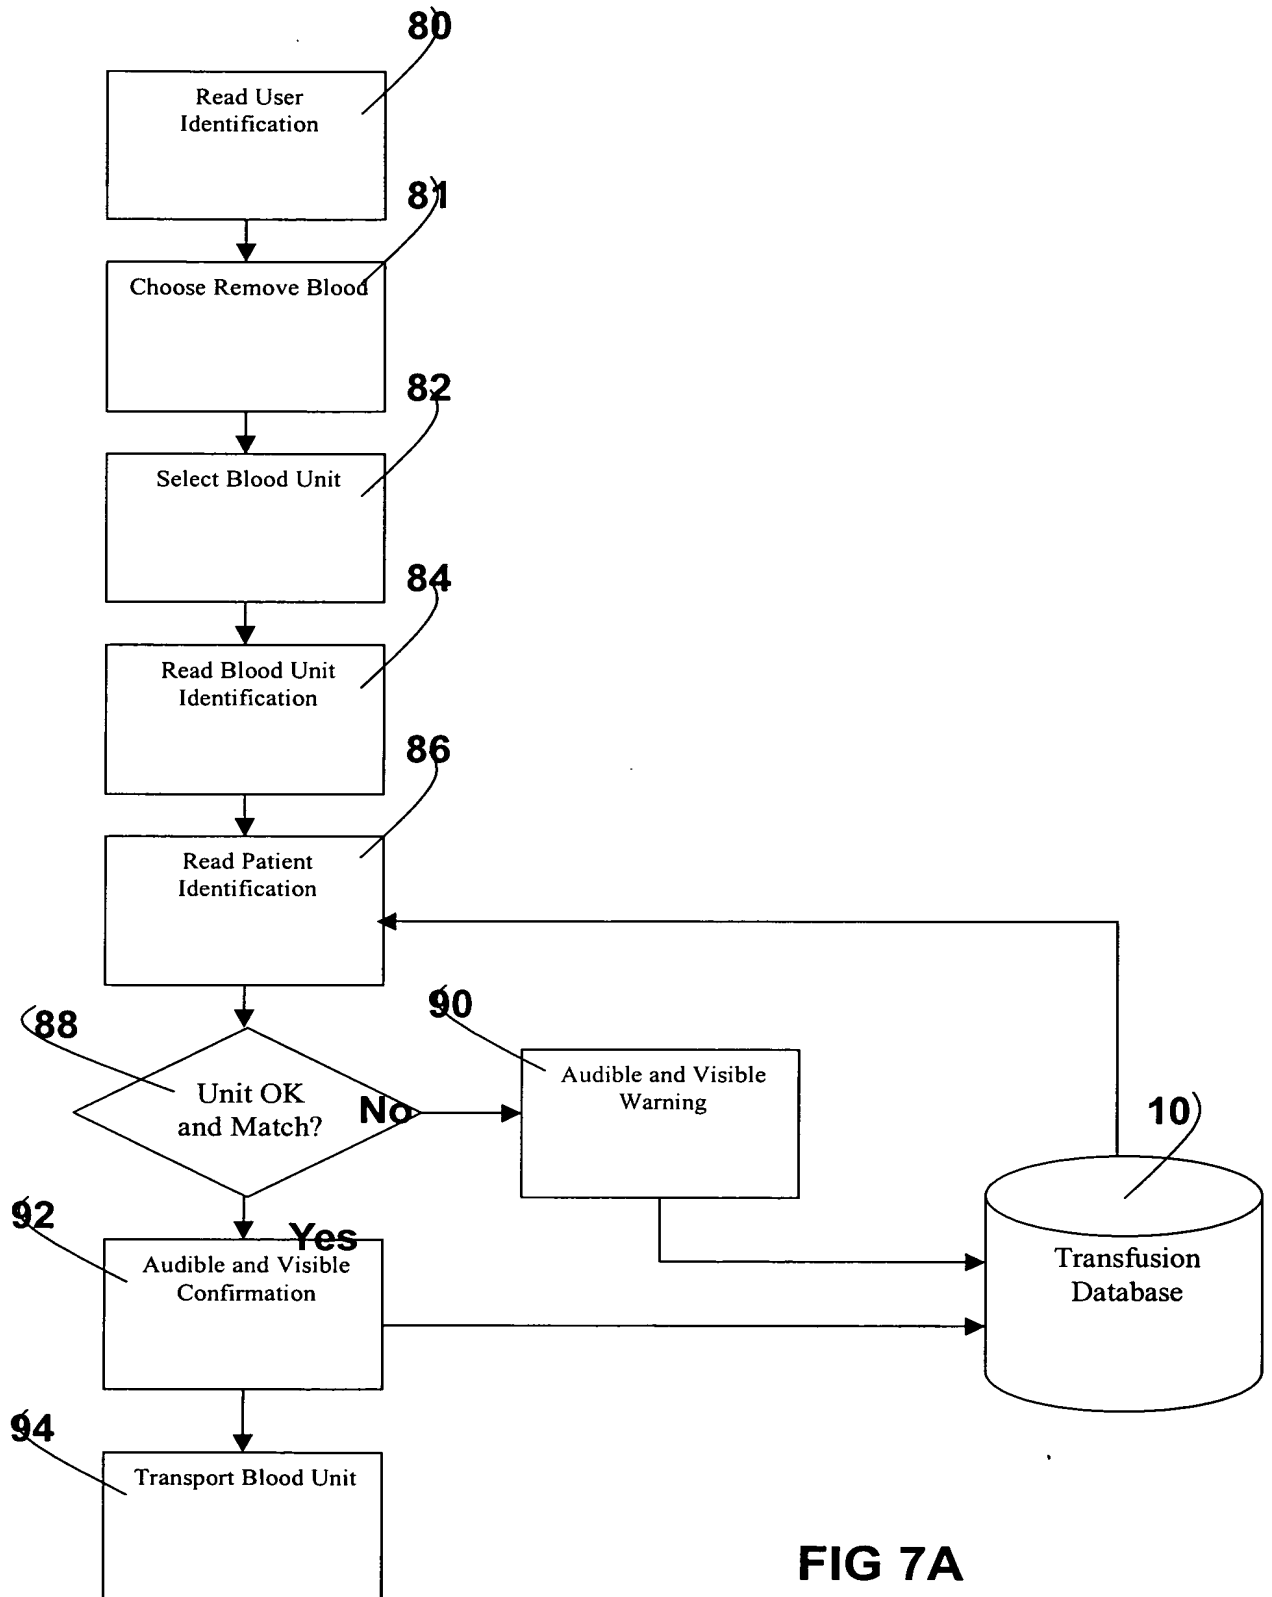 80
Read User
Identification
81
Choose Remove Blood
82
Select Blood Unit
84
Read Blood Unit
Identification
86
Read Patient
Identification
88
Unit OK
and Match?
No
90
Audible and Visible
Warning
10
Transfusion
Database
92
Yes
Audible and Visible
Confirmation
94
Transport Blood Unit
FIG 7A